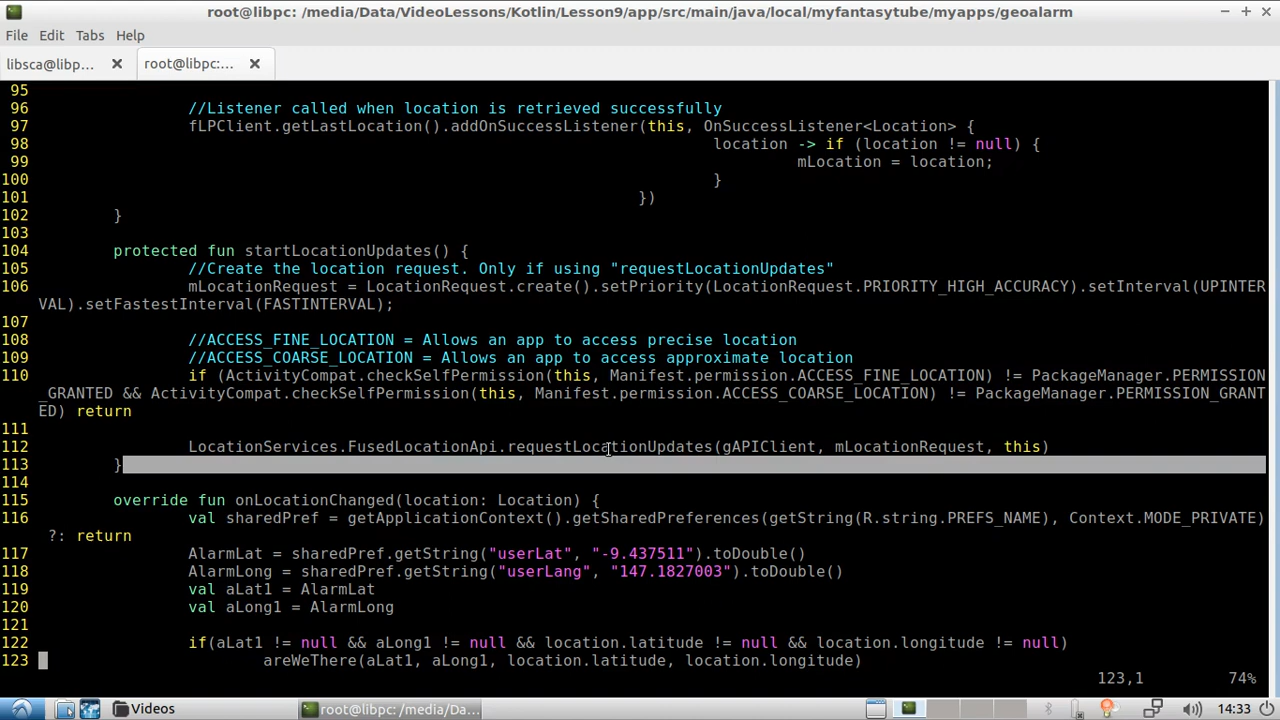 root@libpc: /media/Data/VideoLessons/Kotlin/Lesson9/app/src/main/java/local/myfantasytube/myapps/geoalarm
File Edit Tabs Help
libsca@libp... root@libpc:...
95
96 //Listener called when location is retrieved successfully
97 fLPClient.getLastLocation().addOnSuccessListener(this, OnSuccessListener<Location> {
98 location -> if (location != null) {
99 mLocation = location;
100 }
101 })
102 }
103
104 protected fun startLocationUpdates() {
105 //Create the location request. Only if using "requestLocationUpdates"
106 mLocationRequest = LocationRequest.create().setPriority(LocationRequest.PRIORITY_HIGH_ACCURACY).setInterval(UPINTER
VAL).setFastestInterval(FASTINTERVAL);
107
108 //ACCESS_FINE_LOCATION = Allows an app to access precise location
109 //ACCESS_COARSE_LOCATION = Allows an app to access approximate location
110 if (ActivityCompat.checkSelfPermission(this, Manifest.permission.ACCESS_FINE_LOCATION) != PackageManager.PERMISSION
_GRANTED && ActivityCompat.checkSelfPermission(this, Manifest.permission.ACCESS_COARSE_LOCATION) != PackageManager.PERMISSION_GRANT
ED) return
111
112 LocationServices.FusedLocationApi.requestLocationUpdates(gAPIClient, mLocationRequest, this)
113 }
114
115 override fun onLocationChanged(location: Location) {
116 val sharedPref = getApplicationContext().getSharedPreferences(getString(R.string.PREFS_NAME), Context.MODE_PRIVATE)
?: return
117 AlarmLat = sharedPref.getString("userLat", "-9.437511").toDouble()
118 AlarmLong = sharedPref.getString("userLang", "147.1827003").toDouble()
119 val aLat1 = AlarmLat
120 val aLong1 = AlarmLong
121
122 if(aLat1 != null && aLong1 != null && location.latitude != null && location.longitude != null)
123 areWeThere(aLat1, aLong1, location.latitude, location.longitude)
123,1 74%
Videos root@libpc: /media/Da... 14:33